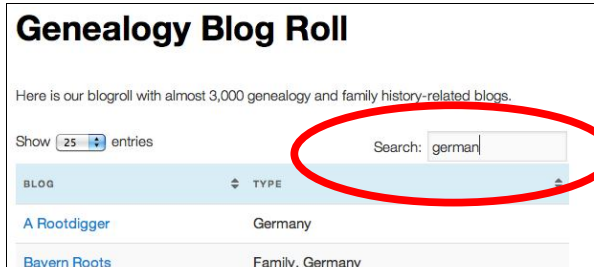 Genealogy Blog Roll
Here is our blogroll with almost 3,000 genealogy and family history-related blogs.
Show 25 entries Search: german
BLOG TYPE
A Rootdigger Germany
Bayern Roots Family, Germany